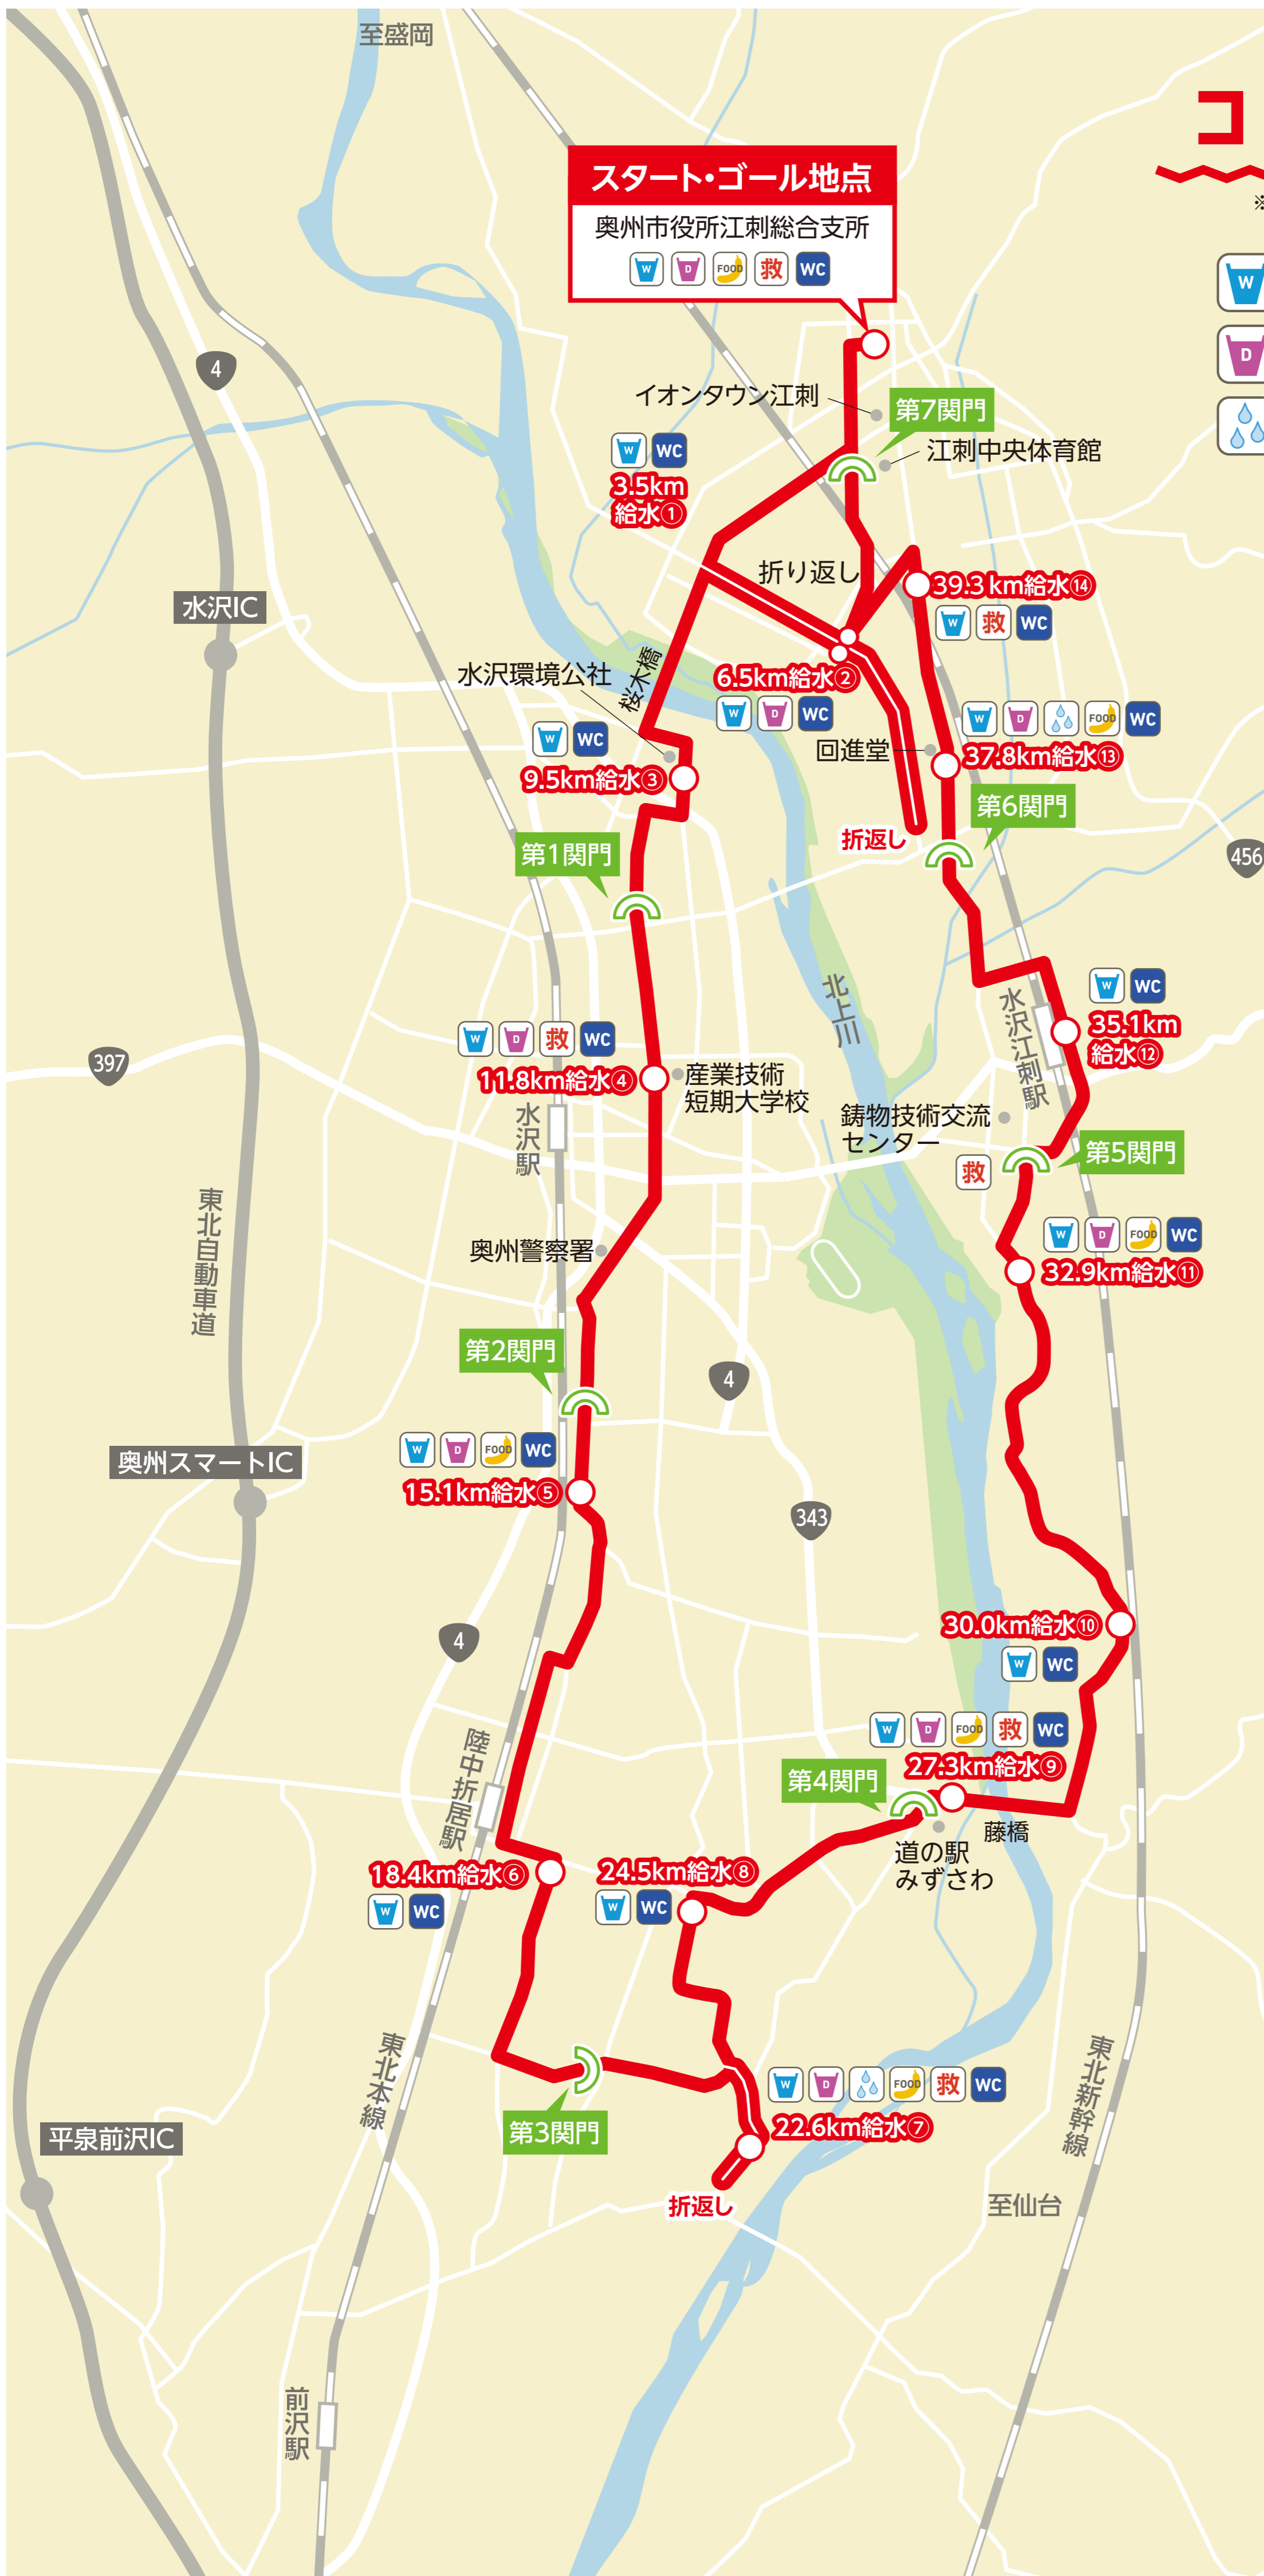 至盛岡
コ
※
W
D
スタート・ゴール地点
奥州市役所江刺総合支所
W D FOOD 救 WC
4
イオンタウン江刺
第7関門
江刺中央体育館
W WC
3.5km
給水①
折り返し
39.3km給水⑭
W 救 WC
水沢IC
桜木橋
水沢環境公社
6.5km給水②
W D WC
W D FOOD WC
回進堂
37.8km給水⑬
W WC
9.5km給水③
第6関門
折返し
第1関門
456
北上川
W WC
35.1km
給水⑫
水沢江刺駅
W D 救 WC
11.8km給水④
産業技術
短期大学校
397
水沢駅
鋳物技術交流
センター
救
第5関門
東北自動車道
奥州警察署
W D FOOD WC
32.9km給水⑪
第2関門
4
奥州スマートIC
W D FOOD WC
15.1km給水⑤
343
4
30.0km給水⑩
W WC
陸中折居駅
W D FOOD 救 WC
27.3km給水⑨
第4関門
藤橋
道の駅
みずさわ
18.4km給水⑥
W WC
24.5km給水⑧
W WC
東北本線
東北新幹線
W D FOOD 救 WC
22.6km給水⑦
第3関門
平泉前沢IC
折返し
至仙台
前沢駅